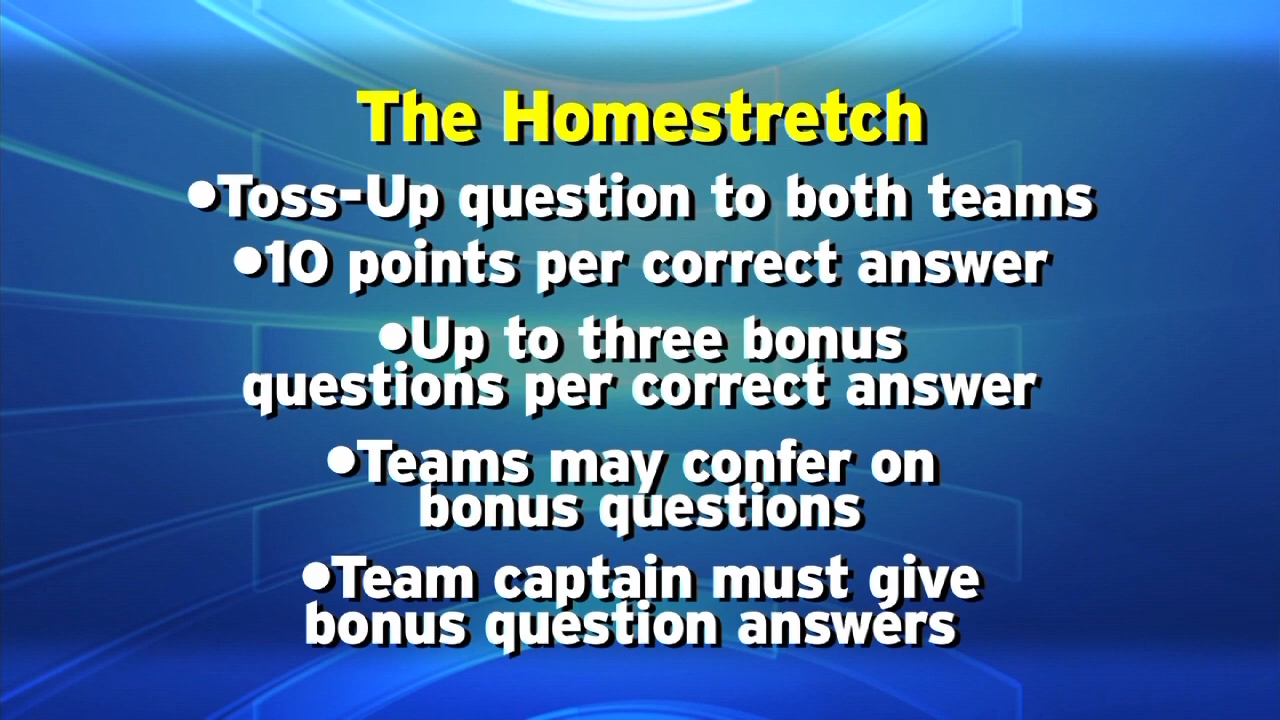 The Homestretch
•Toss-Up question to both teams
•10 points per correct answer
•Up to three bonus
questions per correct answer
•Teams may confer on
bonus questions
•Team captain must give
bonus question answers